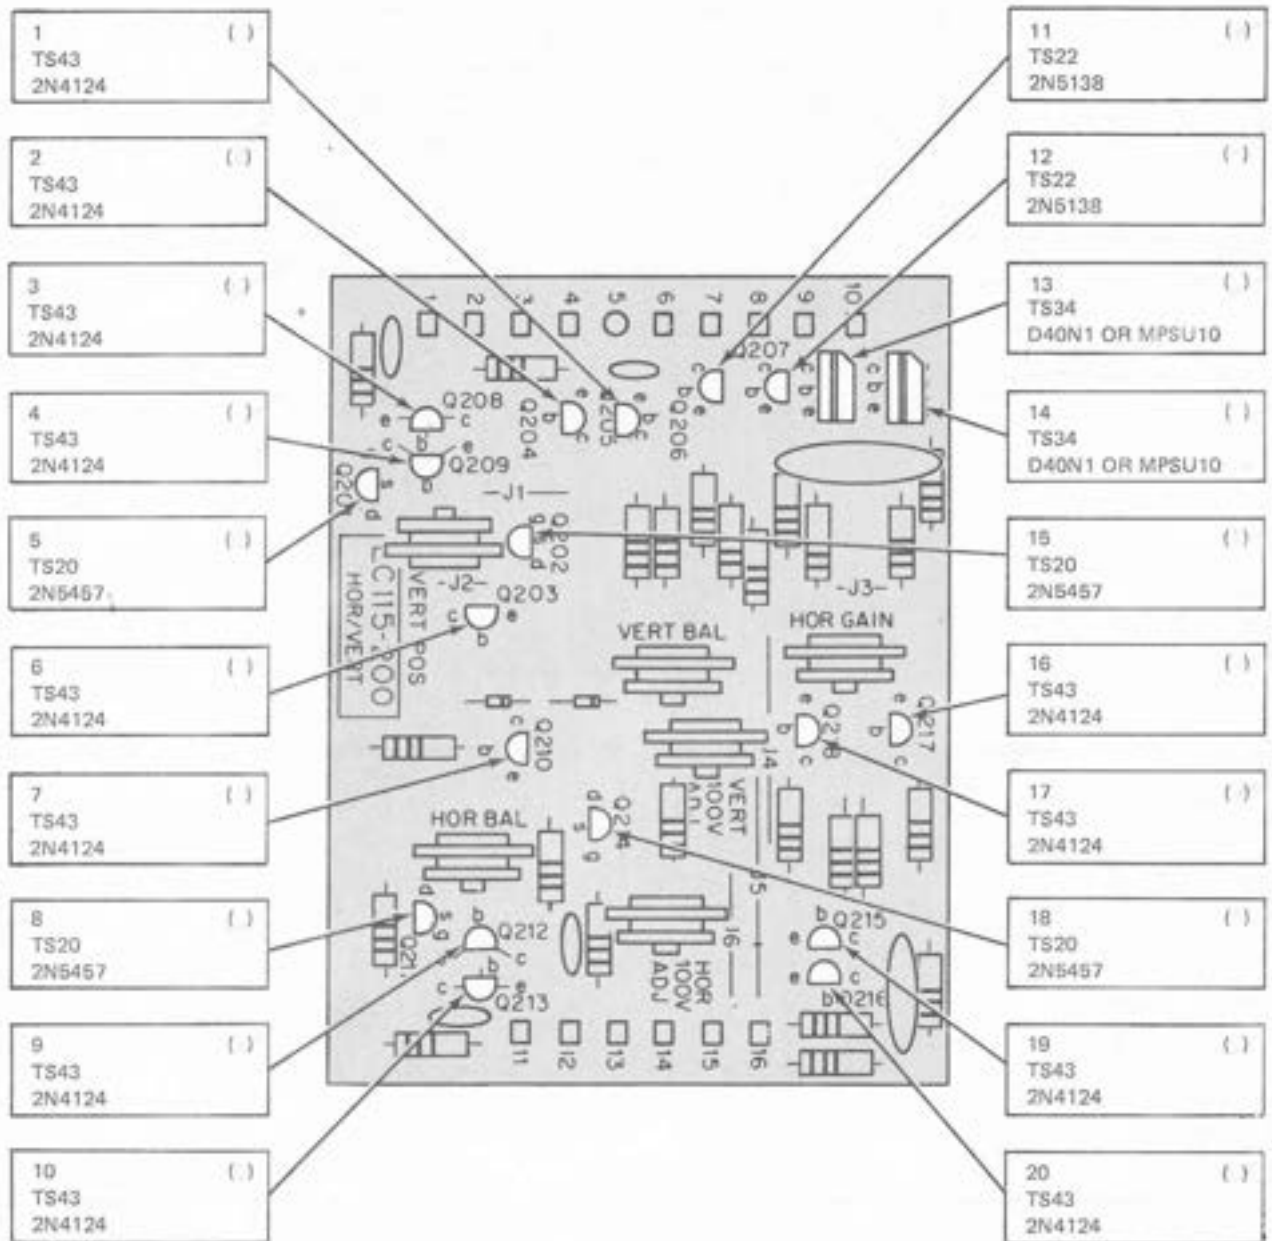 1 ( )
TS43
2N4124
2 ( )
TS43
2N4124
3 ( )
TS43
2N4124
4 ( )
TS43
2N4124
5 ( )
TS20
2N5457
6 ( )
TS43
2N4124
7 ( )
TS43
2N4124
8 ( )
TS20
2N5457
9 ( )
TS43
2N4124
10 ( )
TS43
2N4124
1 2 3 4 5 6 7 8 9 10
Q207
c b e
c b e
c b e
c b e
Q208
e c
b
Q204
e b c
Q205
e b c
Q206
c e
Q209
b
s
d
-J1-
Q202
g
d
LC115-200
HOR/VERT
VERT POS
-J2-
Q203
c e
b
VERT BAL
HOR GAIN
-J3-
c
Q210
b
e
e
b
c
e
b
Q217
c
J4
VERT
100V
ADJ
HOR BAL
d
s
g
Q214
d
s
g
b
Q212
c
b
c e
Q213
J5
J6
HOR
100V
ADJ
b Q215
e c
e c
b Q216
11 12 13 14 15 16
11 ( )
TS22
2N5138
12 ( )
TS22
2N5138
13 ( )
TS34
D40N1 OR MPSU10
14 ( )
TS34
D40N1 OR MPSU10
15 ( )
TS20
2N5457
16 ( )
TS43
2N4124
17 ( )
TS43
2N4124
18 ( )
TS20
2N5457
19 ( )
TS43
2N4124
20 ( )
TS43
2N4124